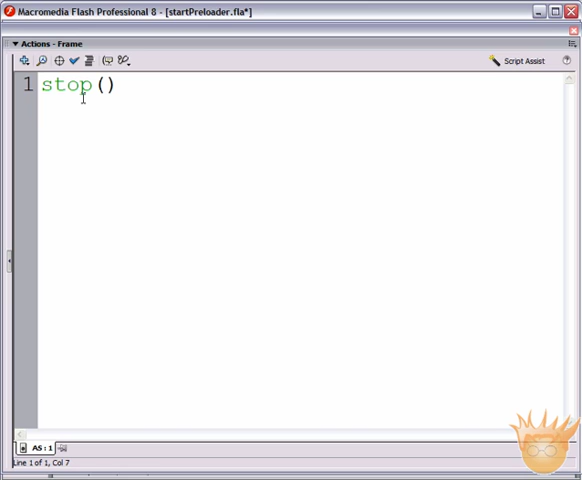 Macromedia Flash Professional 8 - [startPreloader.fla*]
Actions - Frame
Script Assist
1 stop()
AS : 1
Line 1 of 1, Col 7